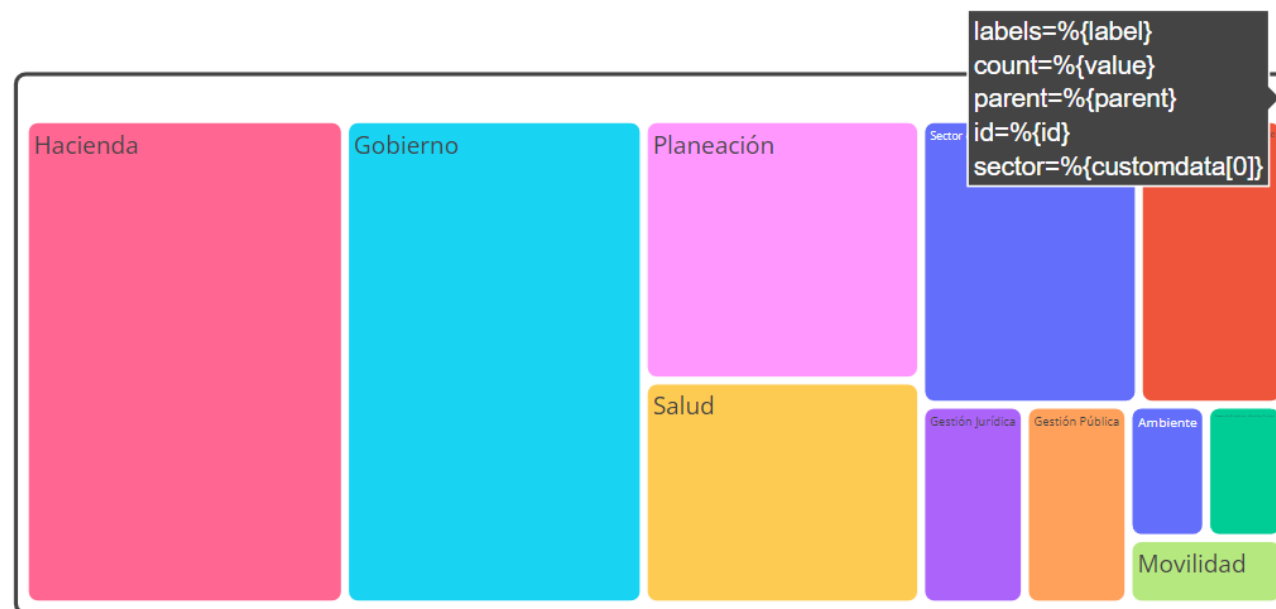 labels=%{label}
count=%{value}
parent=%{parent}
id=%{id}
sector=%{customdata[0]}
Hacienda
Gobierno
Planeación
Sector
Salud
Gestión Jurídica
Gestión Pública
Ambiente
Movilidad